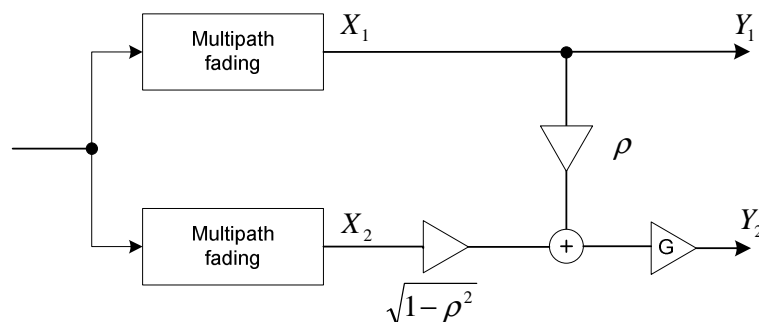 Multipath
fading
X₁
Y₁
ρ
Multipath
fading
X₂
√(1−ρ²)
+
G
Y₂